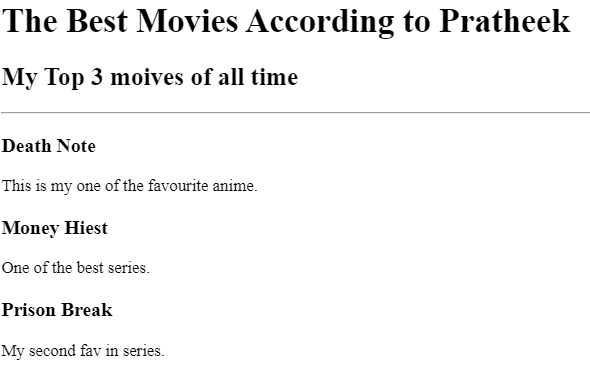 The Best Movies According to Pratheek
My Top 3 moives of all time
Death Note
This is my one of the favourite anime.
Money Hiest
One of the best series.
Prison Break
My second fav in series.